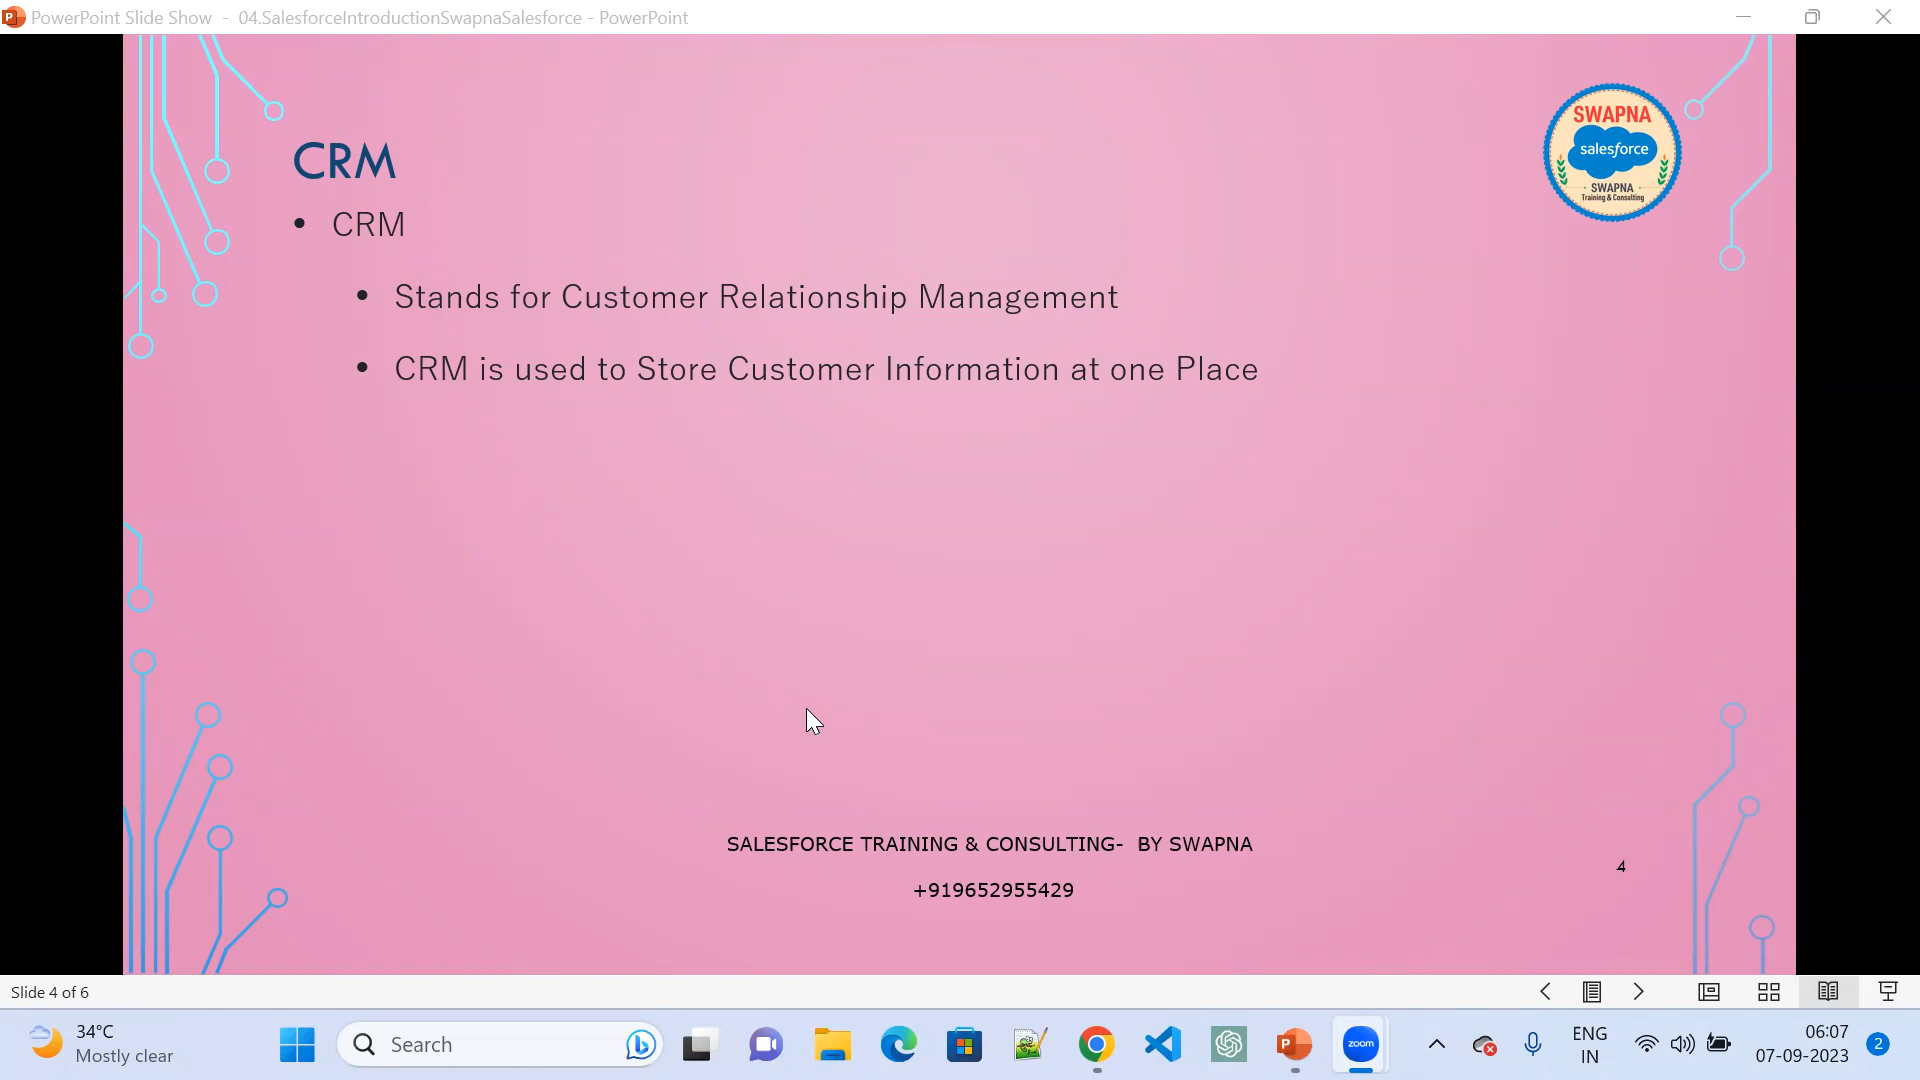 PowerPoint Slide Show - 04.SalesforceIntroductionSwapnaSalesforce - PowerPoint
SWAPNA
salesforce
SWAPNA
Training & Consulting
CRM
• CRM
• Stands for Customer Relationship Management
• CRM is used to Store Customer Information at one Place
SALESFORCE TRAINING & CONSULTING- BY SWAPNA
+919652955429
4
Slide 4 of 6
34°C
Mostly clear
Search
zoom
ENG
IN
06:07
07-09-2023
2